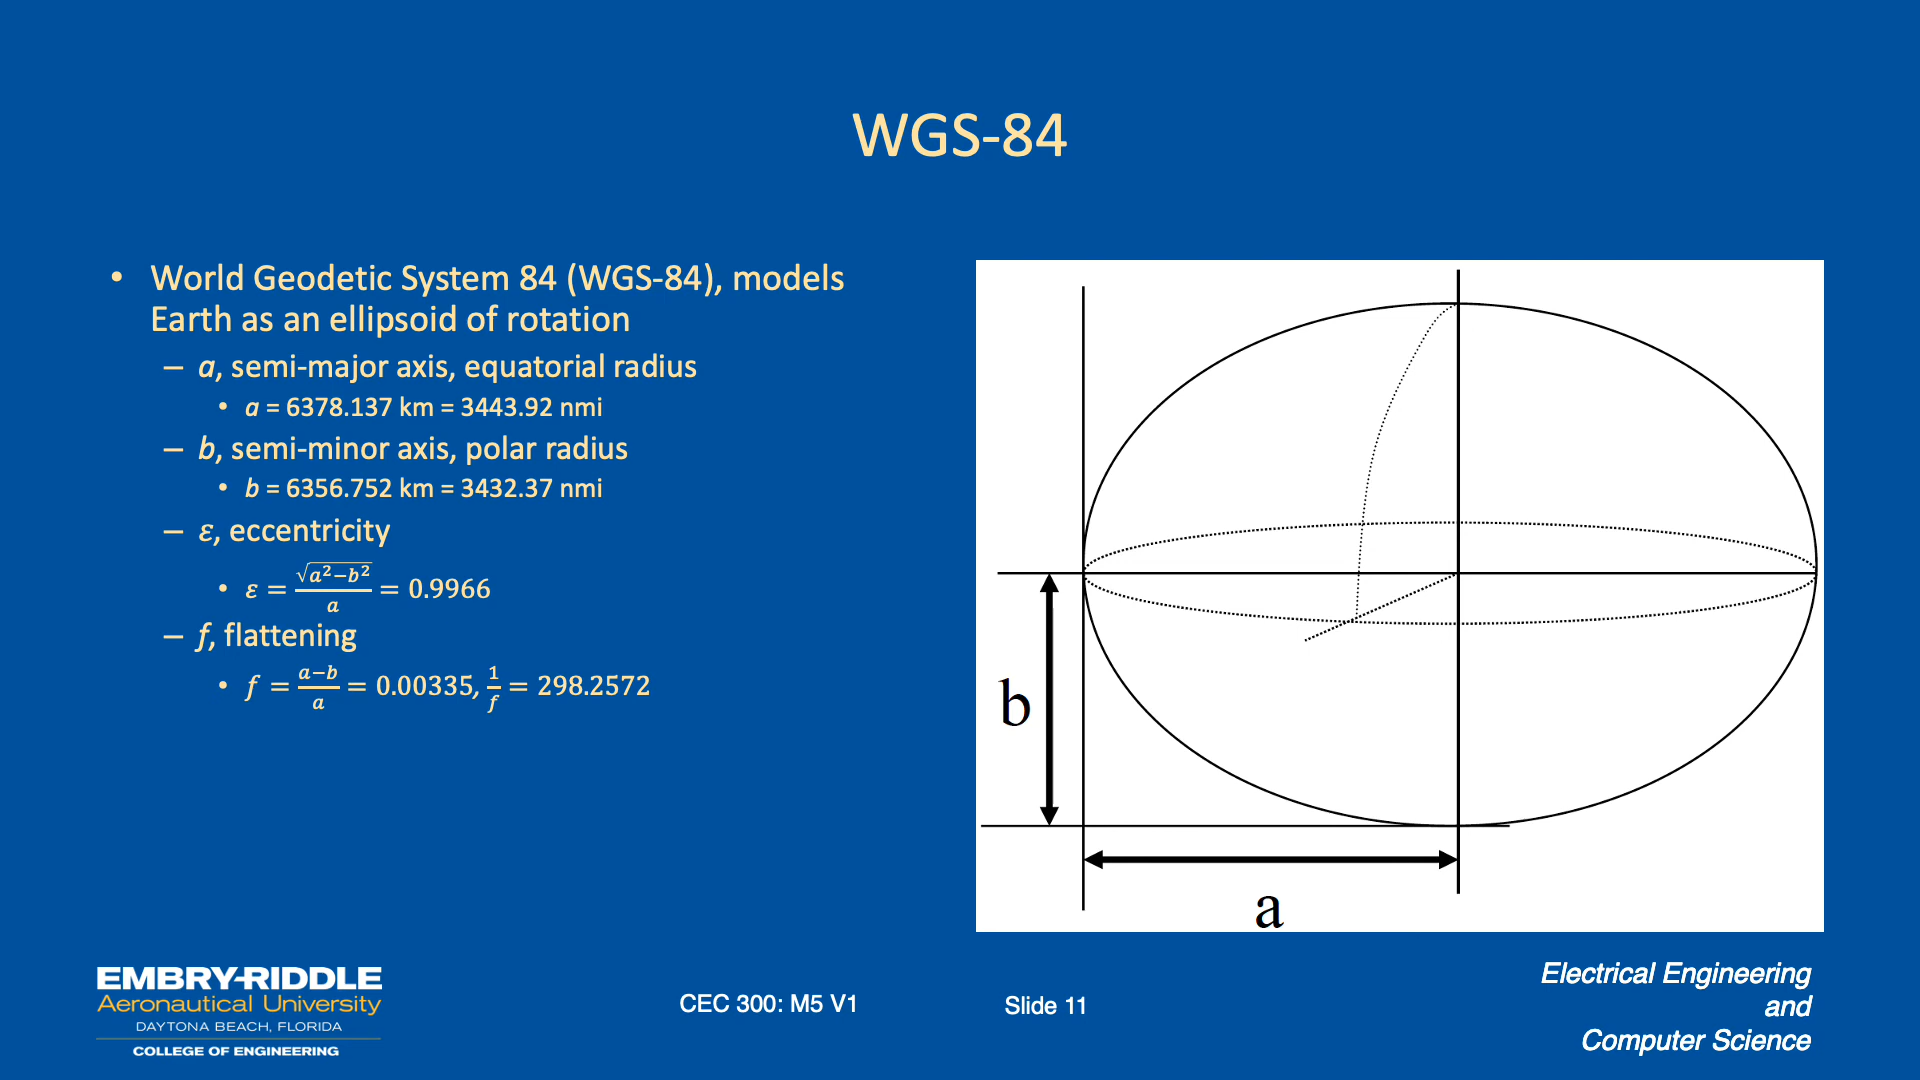 WGS-84
• World Geodetic System 84 (WGS-84), models
Earth as an ellipsoid of rotation
– a, semi-major axis, equatorial radius
• a = 6378.137 km = 3443.92 nmi
– b, semi-minor axis, polar radius
• b = 6356.752 km = 3432.37 nmi
– ε, eccentricity
• ε = √(a²−b²)/a = 0.9966
– f, flattening
• f = (a−b)/a = 0.00335, 1/f = 298.2572
b
a
EMBRY-RIDDLE
Aeronautical University
DAYTONA BEACH, FLORIDA
COLLEGE OF ENGINEERING
CEC 300: M5 V1
Slide 11
Electrical Engineering
and
Computer Science